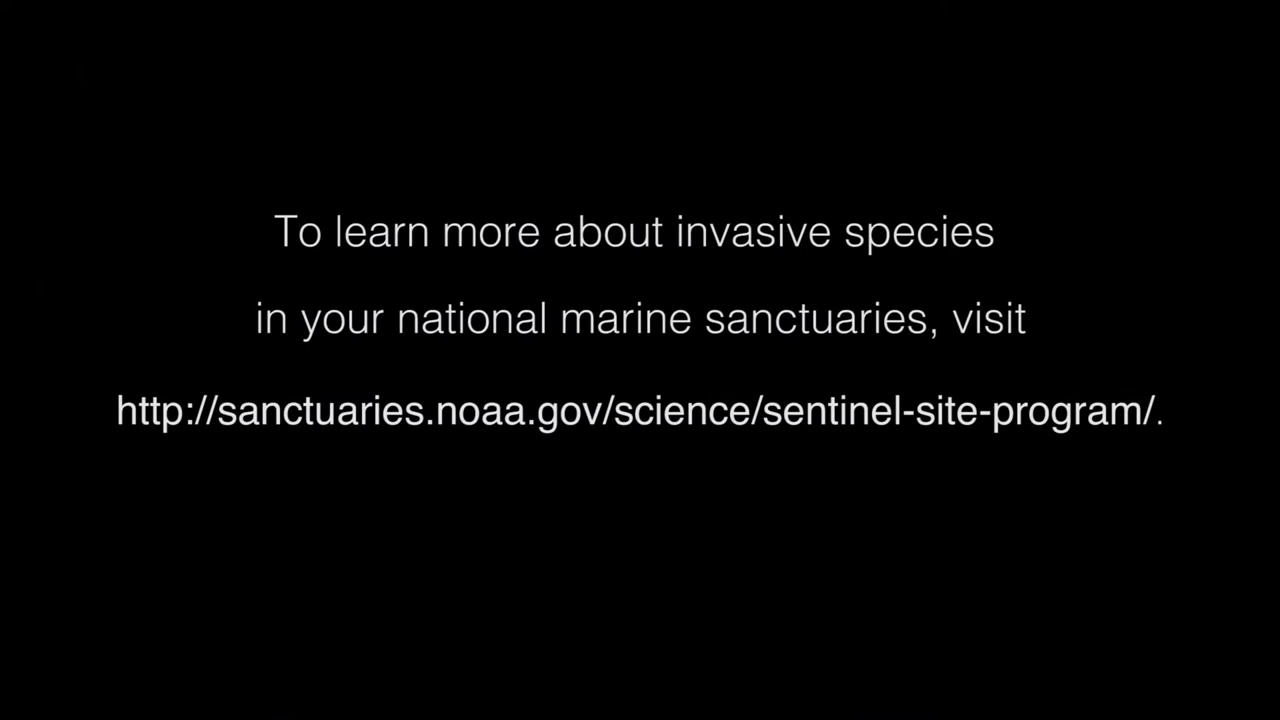 To learn more about invasive species
in your national marine sanctuaries, visit
http://sanctuaries.noaa.gov/science/sentinel-site-program/.